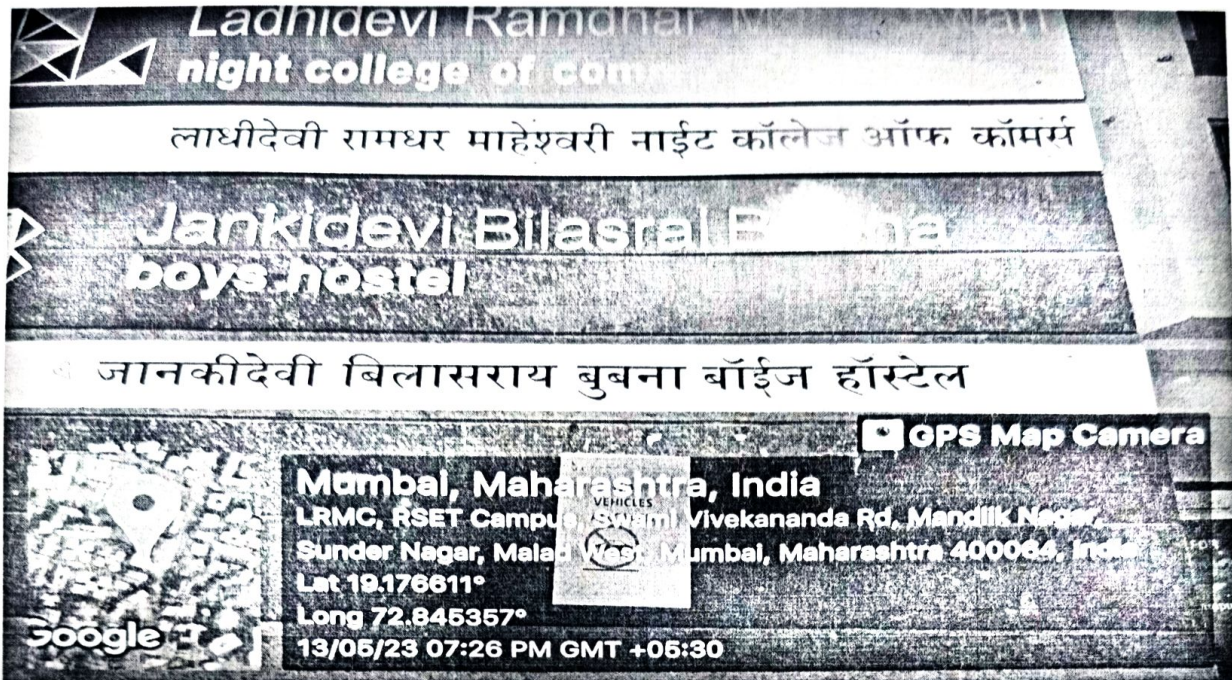 Ladhidevi Ramdhar
night college of com
लाधीदेवी रामधर माहेश्वरी नाईट कॉलेज ऑफ कॉमर्स
Jankidevi Bilasrai
boys hostel
जानकीदेवी बिलासराय बुबना बॉईज हॉस्टेल
GPS Map Camera
Mumbai, Maharashtra, India
VEHICLES
LRMC, RSET Campus, Swami Vivekananda Rd, Mandlik Nagar,
Sunder Nagar, Malad West, Mumbai, Maharashtra 400064, India
Lat 19.176611°
Long 72.845357°
Google
13/05/23 07:26 PM GMT +05:30